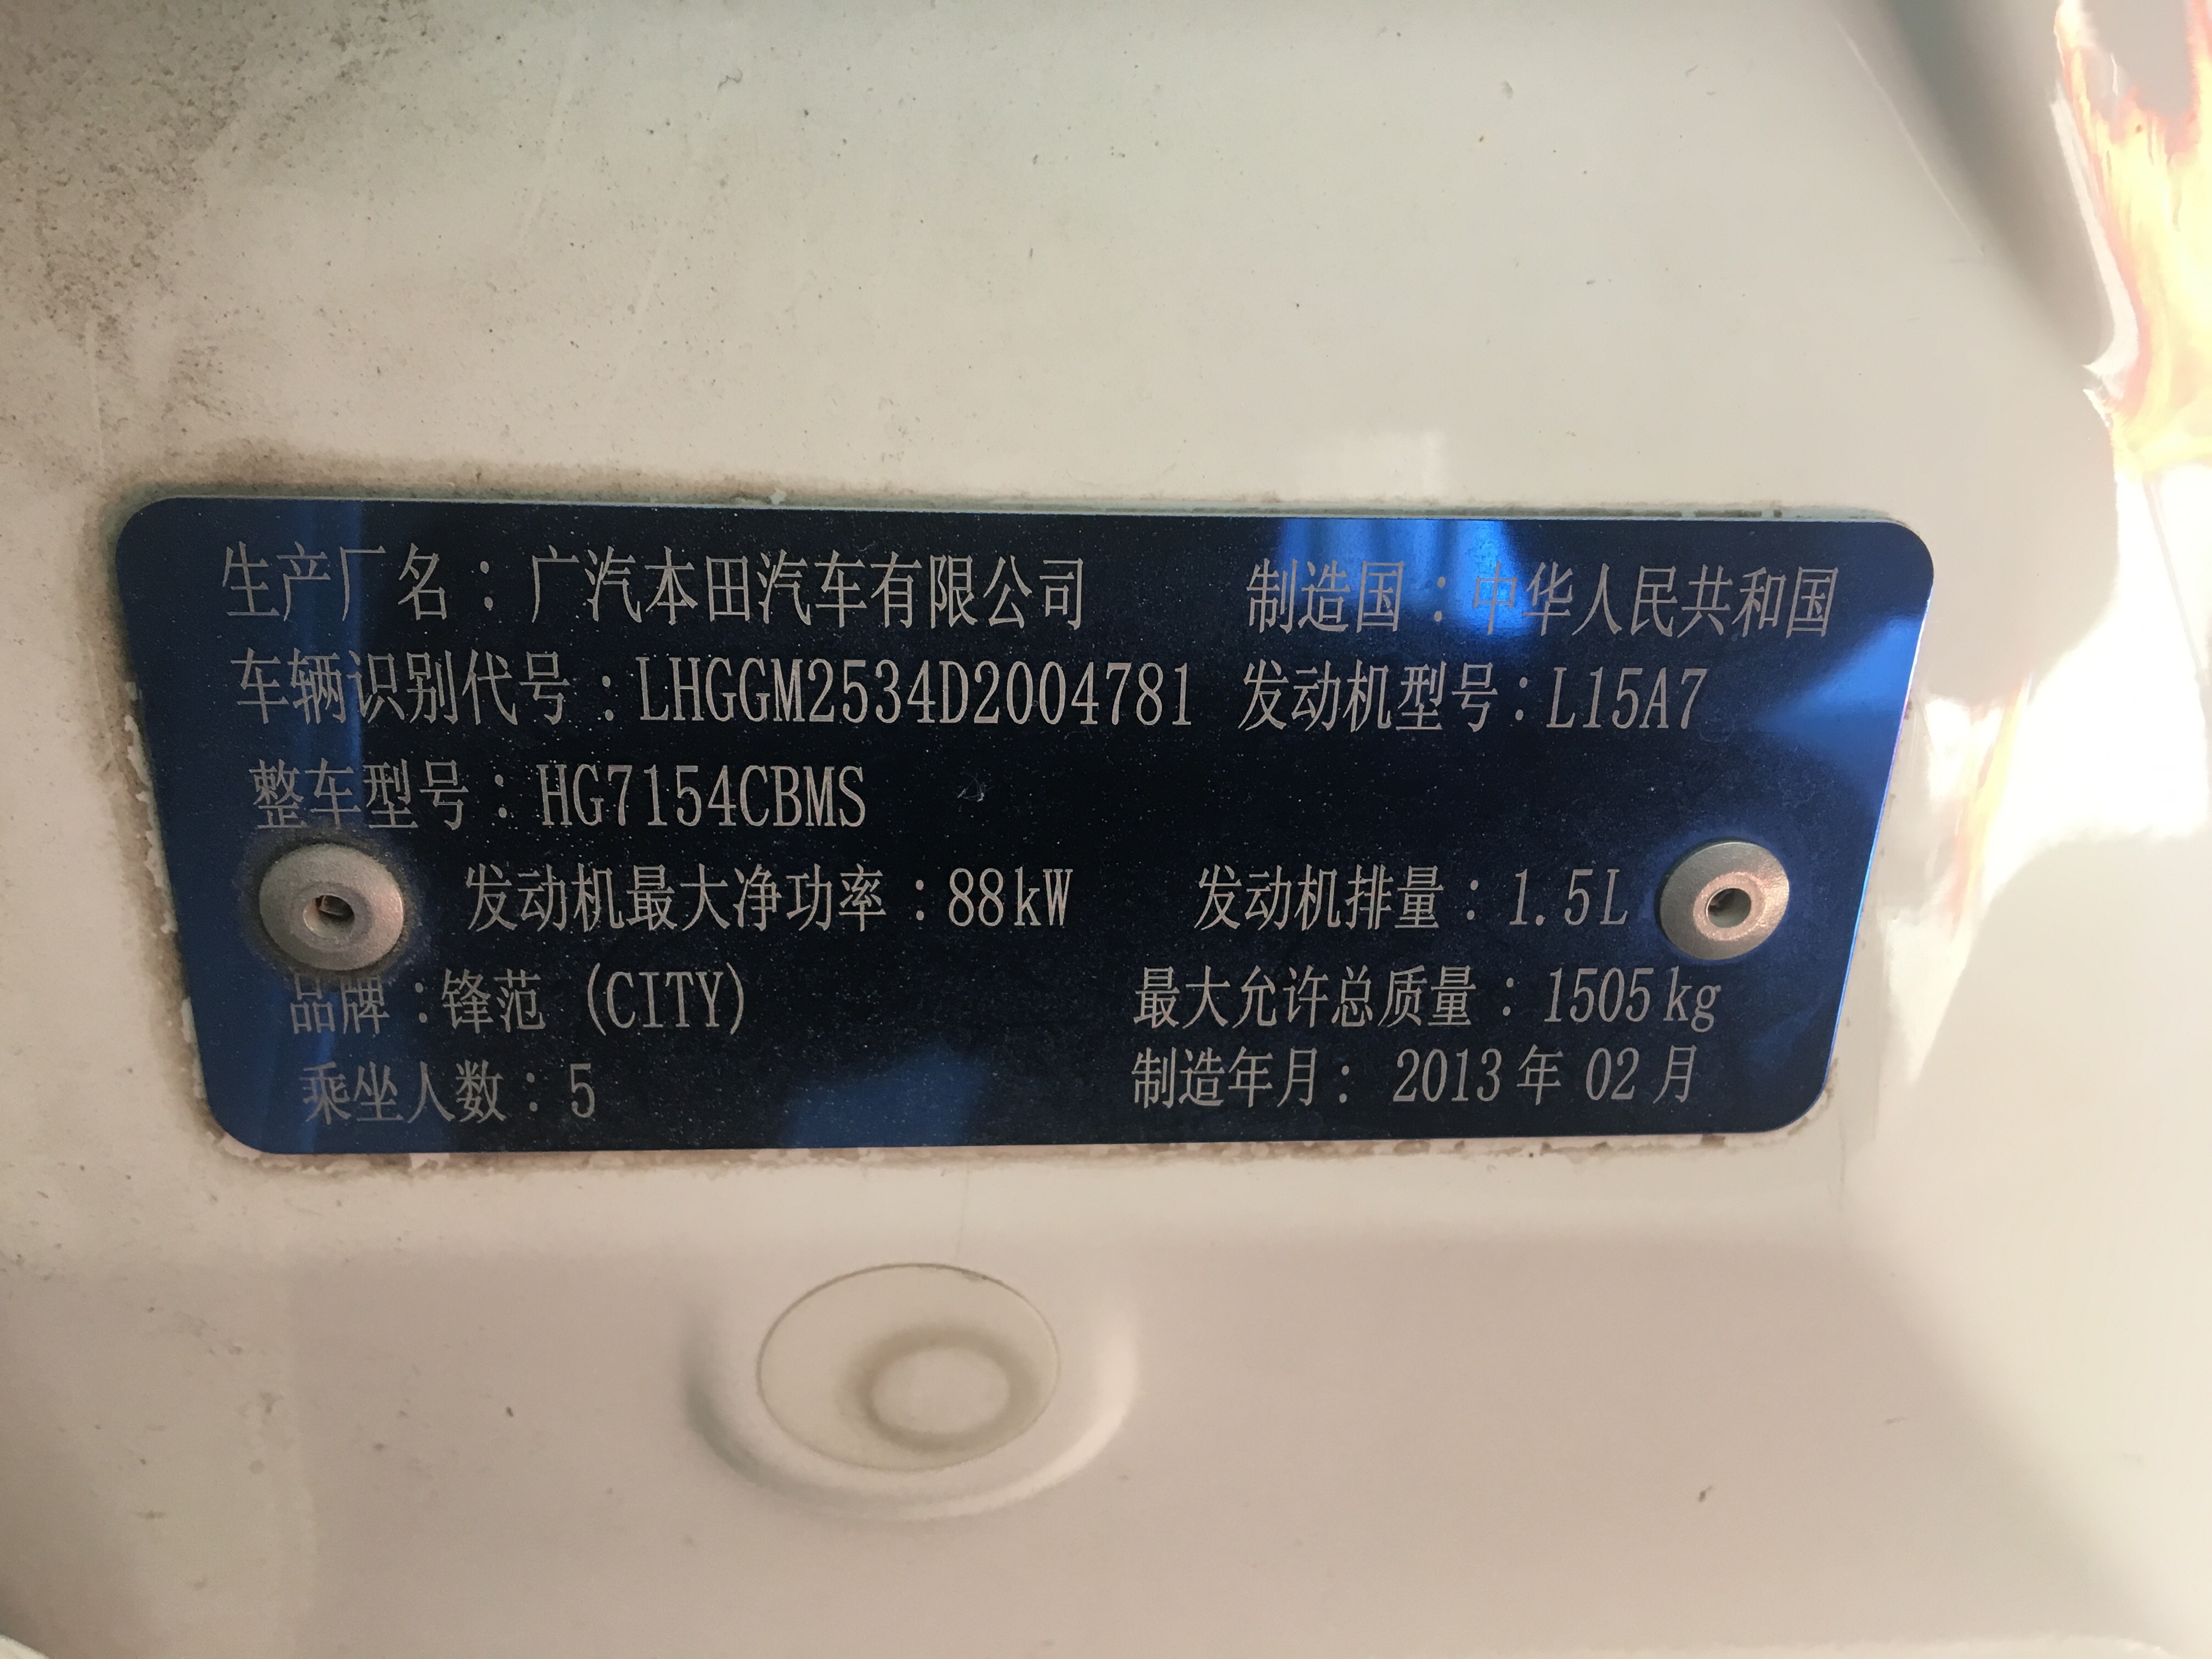 生产厂名：广汽本田汽车有限公司 制造国：中华人民共和国
车辆识别代号：LHGGM2534D2004781 发动机型号：L15A7
整车型号：HG7154CBMS
发动机最大净功率：88kW 发动机排量：1.5L
品牌：锋范 (CITY) 最大允许总质量：1505kg
乘坐人数：5 制造年月：2013年02月